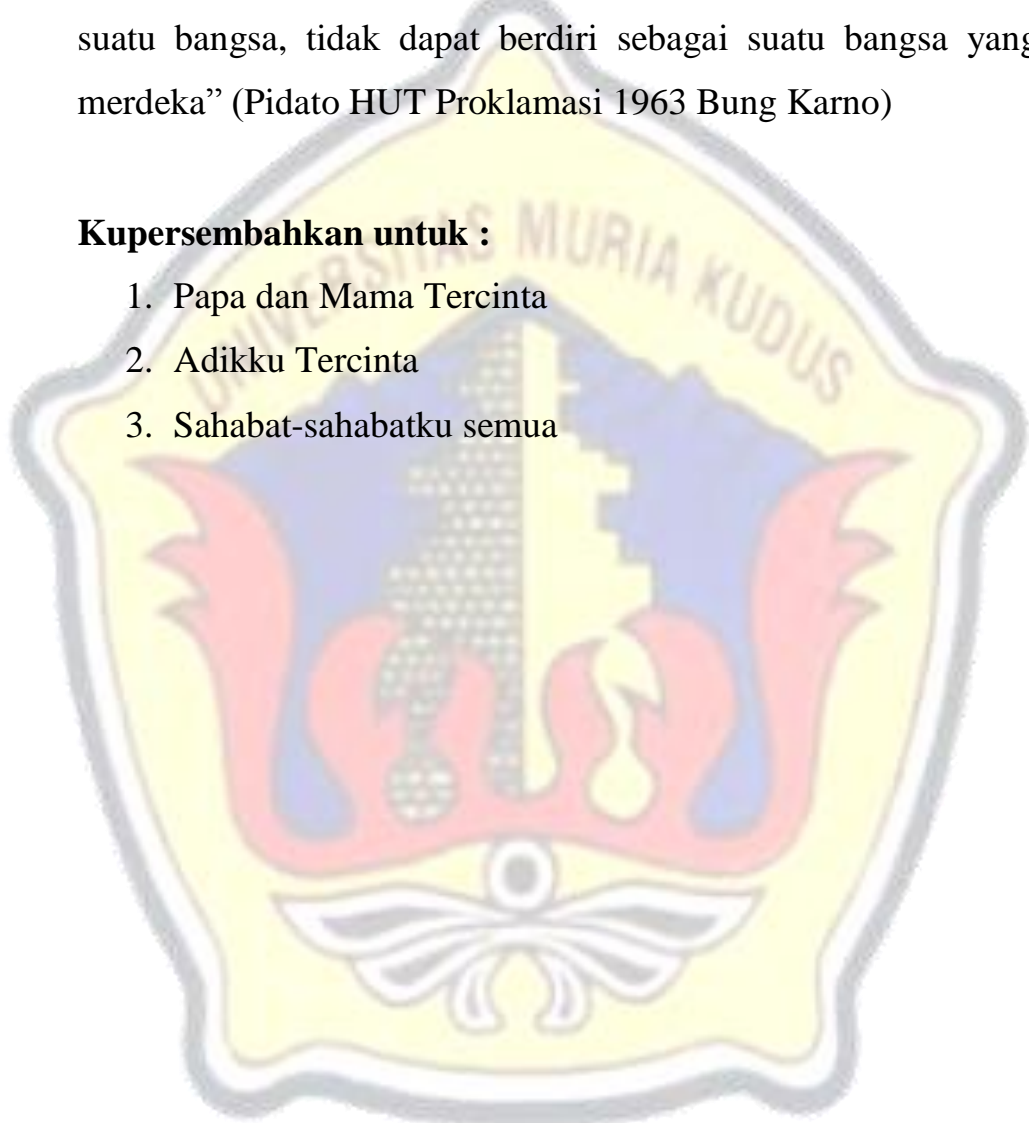 suatu bangsa, tidak dapat berdiri sebagai suatu bangsa yang
merdeka” (Pidato HUT Proklamasi 1963 Bung Karno)
Kupersembahkan untuk :
1. Papa dan Mama Tercinta
2. Adikku Tercinta
3. Sahabat-sahabatku semua
UNIVERSITAS MURIA KUDUS